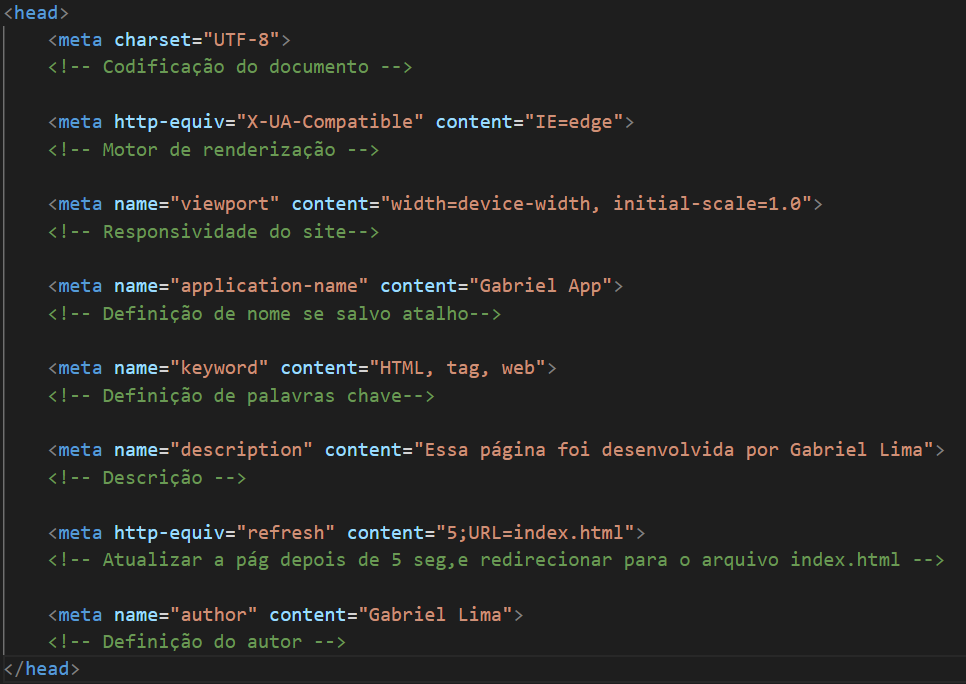 <head>
<meta charset="UTF-8">
<!-- Codificação do documento -->
<meta http-equiv="X-UA-Compatible" content="IE=edge">
<!-- Motor de renderização -->
<meta name="viewport" content="width=device-width, initial-scale=1.0">
<!-- Responsividade do site-->
<meta name="application-name" content="Gabriel App">
<!-- Definição de nome se salvo atalho-->
<meta name="keyword" content="HTML, tag, web">
<!-- Definição de palavras chave-->
<meta name="description" content="Essa página foi desenvolvida por Gabriel Lima">
<!-- Descrição -->
<meta http-equiv="refresh" content="5;URL=index.html">
<!-- Atualizar a pág depois de 5 seg,e redirecionar para o arquivo index.html -->
<meta name="author" content="Gabriel Lima">
<!-- Definição do autor -->
</head>